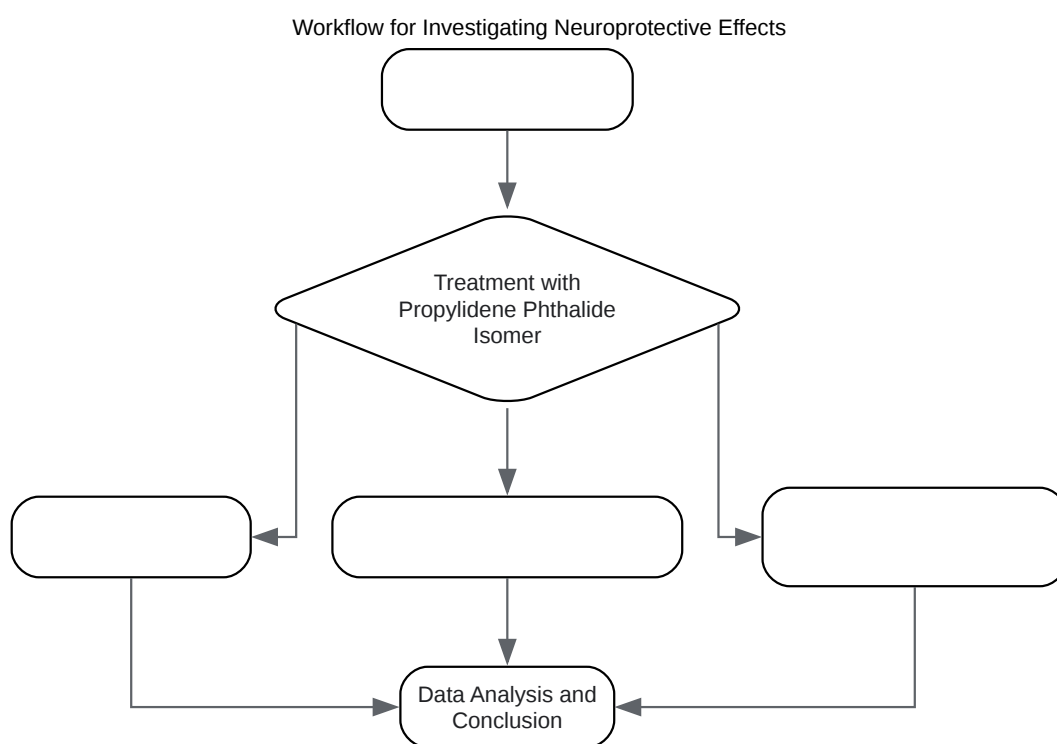 Workflow for Investigating Neuroprotective Effects
Treatment with
Propylidene Phthalide
Isomer
Data Analysis and
Conclusion